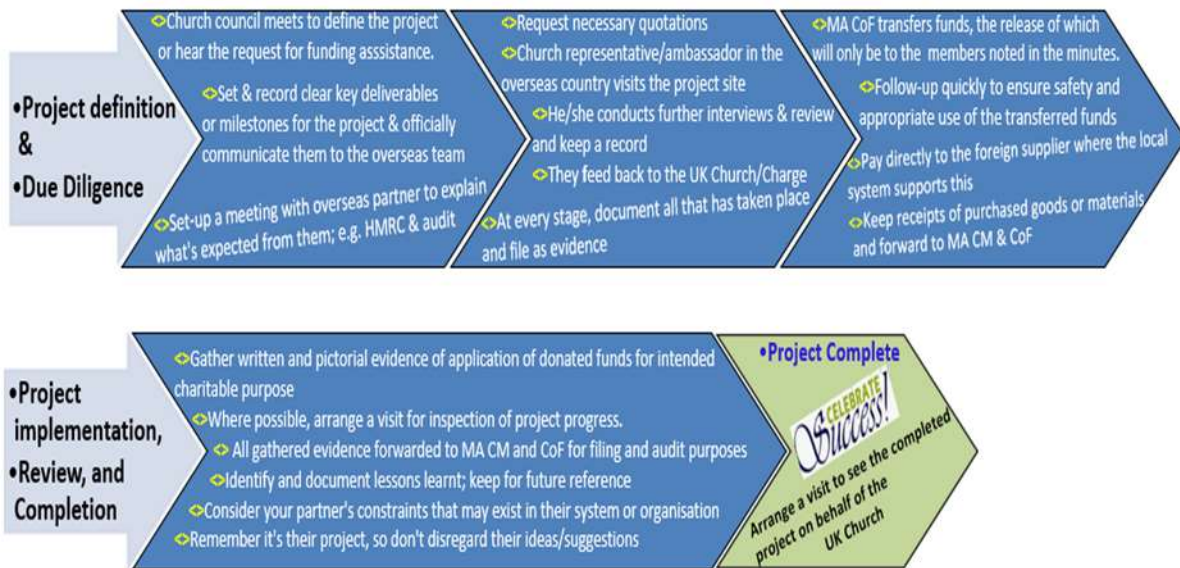 •Project definition
&
•Due Diligence
<>Church council meets to define the project
or hear the request for funding asssistance.
<>Set & record clear key deliverables
or milestones for the project & officially
communicate them to the overseas team
<>Set-up a meeting with overseas partner to explain
what's expected from them; e.g. HMRC & audit
<>Request necessary quotations
<>Church representative/ambassador in the
overseas country visits the project site
<>He/she conducts further interviews & review
and keep a record
<>They feed back to the UK Church/Charge
<>At every stage, document all that has taken place
and file as evidence
<>MA CoF transfers funds, the release of which
will only be to the members noted in the minutes.
<>Follow-up quickly to ensure safety and
appropriate use of the transferred funds
<>Pay directly to the foreign supplier where the local
system supports this
<>Keep receipts of purchased goods or materials
and forward to MA CM & CoF
•Project
implementation,
•Review, and
Completion
<>Gather written and pictorial evidence of application of donated funds for intended
charitable purpose
<>Where possible, arrange a visit for inspection of project progress.
<>All gathered evidence forwarded to MA CM and CoF for filing and audit purposes
<>Identify and document lessons learnt; keep for future reference
<>Consider your partner's constraints that may exist in their system or organisation
<>Remember it's their project, so don't disregard their ideas/suggestions
•Project Complete
CELEBRATE
Success!
Arrange a visit to see the completed
project on behalf of the
UK Church